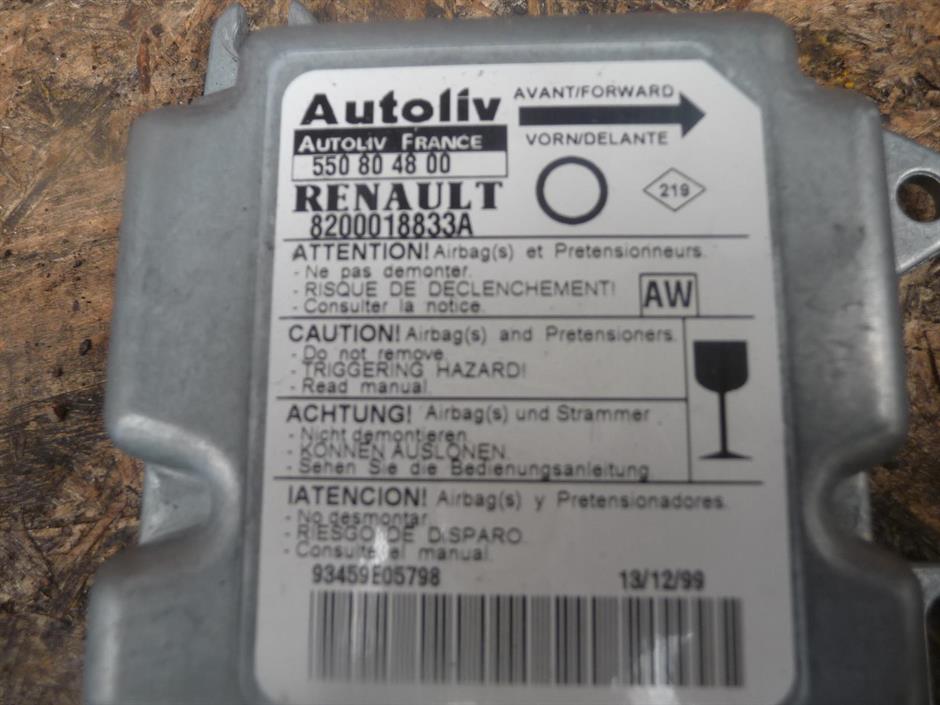 Autoliv
AUTOLIV FRANCE
550 80 48 00
RENAULT
8200018833A
AVANT/FORWARD
VORN/DELANTE
219
ATTENTION! Airbag(s) et Pretensionneurs.
- Ne pas demonter.
- RISQUE DE DECLENCHEMENT!
- Consulter la notice.
AW
CAUTION! Airbag(s) and Pretensioners.
- Do not remove.
- TRIGGERING HAZARD!
- Read manual.
ACHTUNG! Airbag(s) und Strammer
- Nicht demontieren.
- KONNEN AUSLONEN.
- Sehen Sie die Bedienungsanleitung
!ATENCION! Airbag(s) y Pretensionadores.
- No desmontar.
- RIESGO DE DISPARO.
- Consulte el manual.
93459E05798 13/12/99